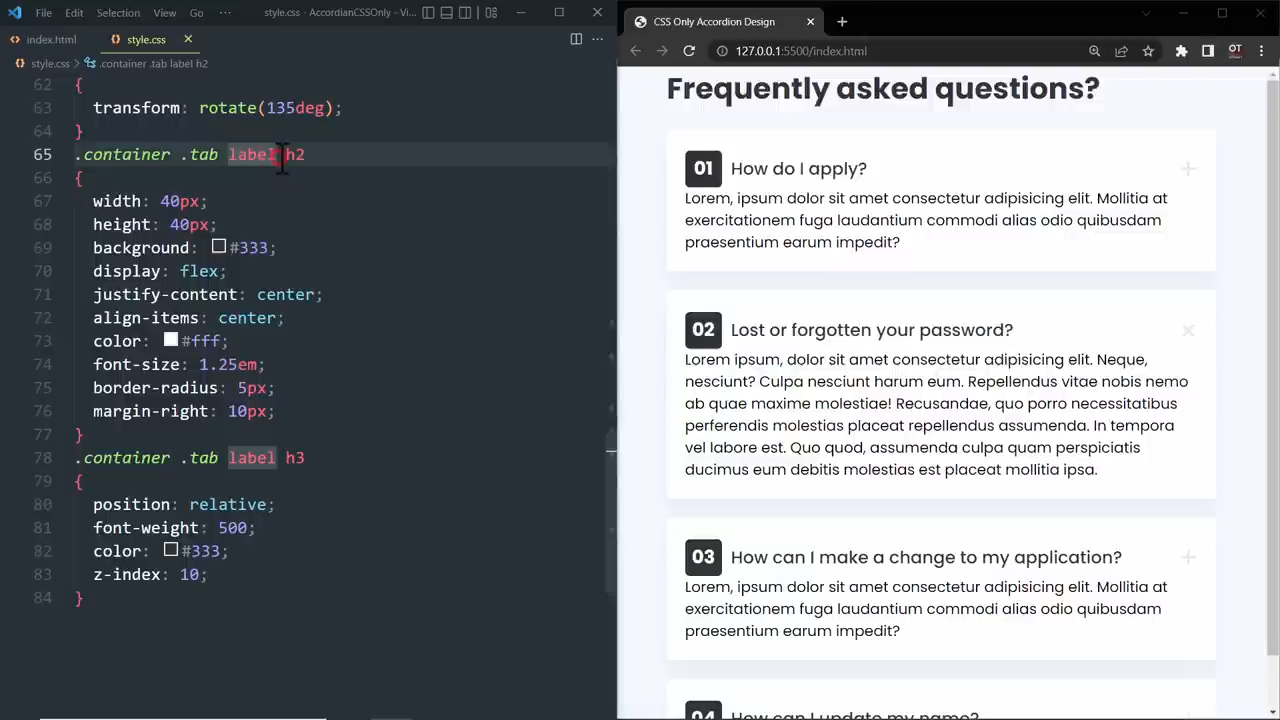 File Edit Selection View Go ··· style.css - AccordianCSSOnly - Vi...
index.html style.css
style.css > .container .tab label h2
62 {
63 transform: rotate(135deg);
64 }
65 .container .tab label h2
66 {
67 width: 40px;
68 height: 40px;
69 background: #333;
70 display: flex;
71 justify-content: center;
72 align-items: center;
73 color: #fff;
74 font-size: 1.25em;
75 border-radius: 5px;
76 margin-right: 10px;
77 }
78 .container .tab label h3
79 {
80 position: relative;
81 font-weight: 500;
82 color: #333;
83 z-index: 10;
84 }
CSS Only Accordion Design
127.0.0.1:5500/index.html
OT
Frequently asked questions?
01 How do I apply?
Lorem, ipsum dolor sit amet consectetur adipisicing elit. Mollitia at
exercitationem fuga laudantium commodi alias odio quibusdam
praesentium earum impedit?
02 Lost or forgotten your password?
Lorem ipsum, dolor sit amet consectetur adipisicing elit. Neque,
nesciunt? Culpa nesciunt harum eum. Repellendus vitae nobis nemo
ab quae maxime molestiae! Recusandae, quo porro necessitatibus
perferendis molestias placeat repellendus assumenda. In tempora
vel labore est. Quo quod, assumenda culpa quam perspiciatis
ducimus eum debitis molestias est placeat mollitia ipsa.
03 How can I make a change to my application?
Lorem, ipsum dolor sit amet consectetur adipisicing elit. Mollitia at
exercitationem fuga laudantium commodi alias odio quibusdam
praesentium earum impedit?
04 How can I update my name?